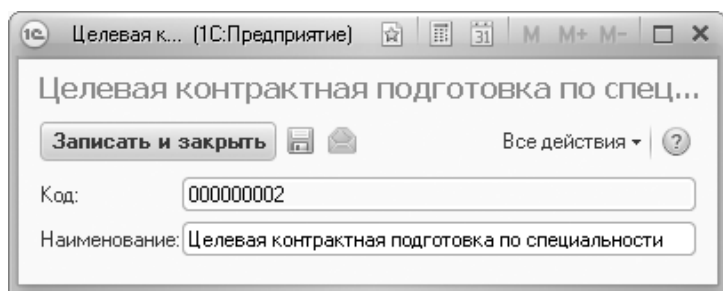 1С Целевая к... (1С:Предприятие) 31 M M+ M-
Целевая контрактная подготовка по спец...
Записать и закрыть Все действия ?
Код: 000000002
Наименование: Целевая контрактная подготовка по специальности